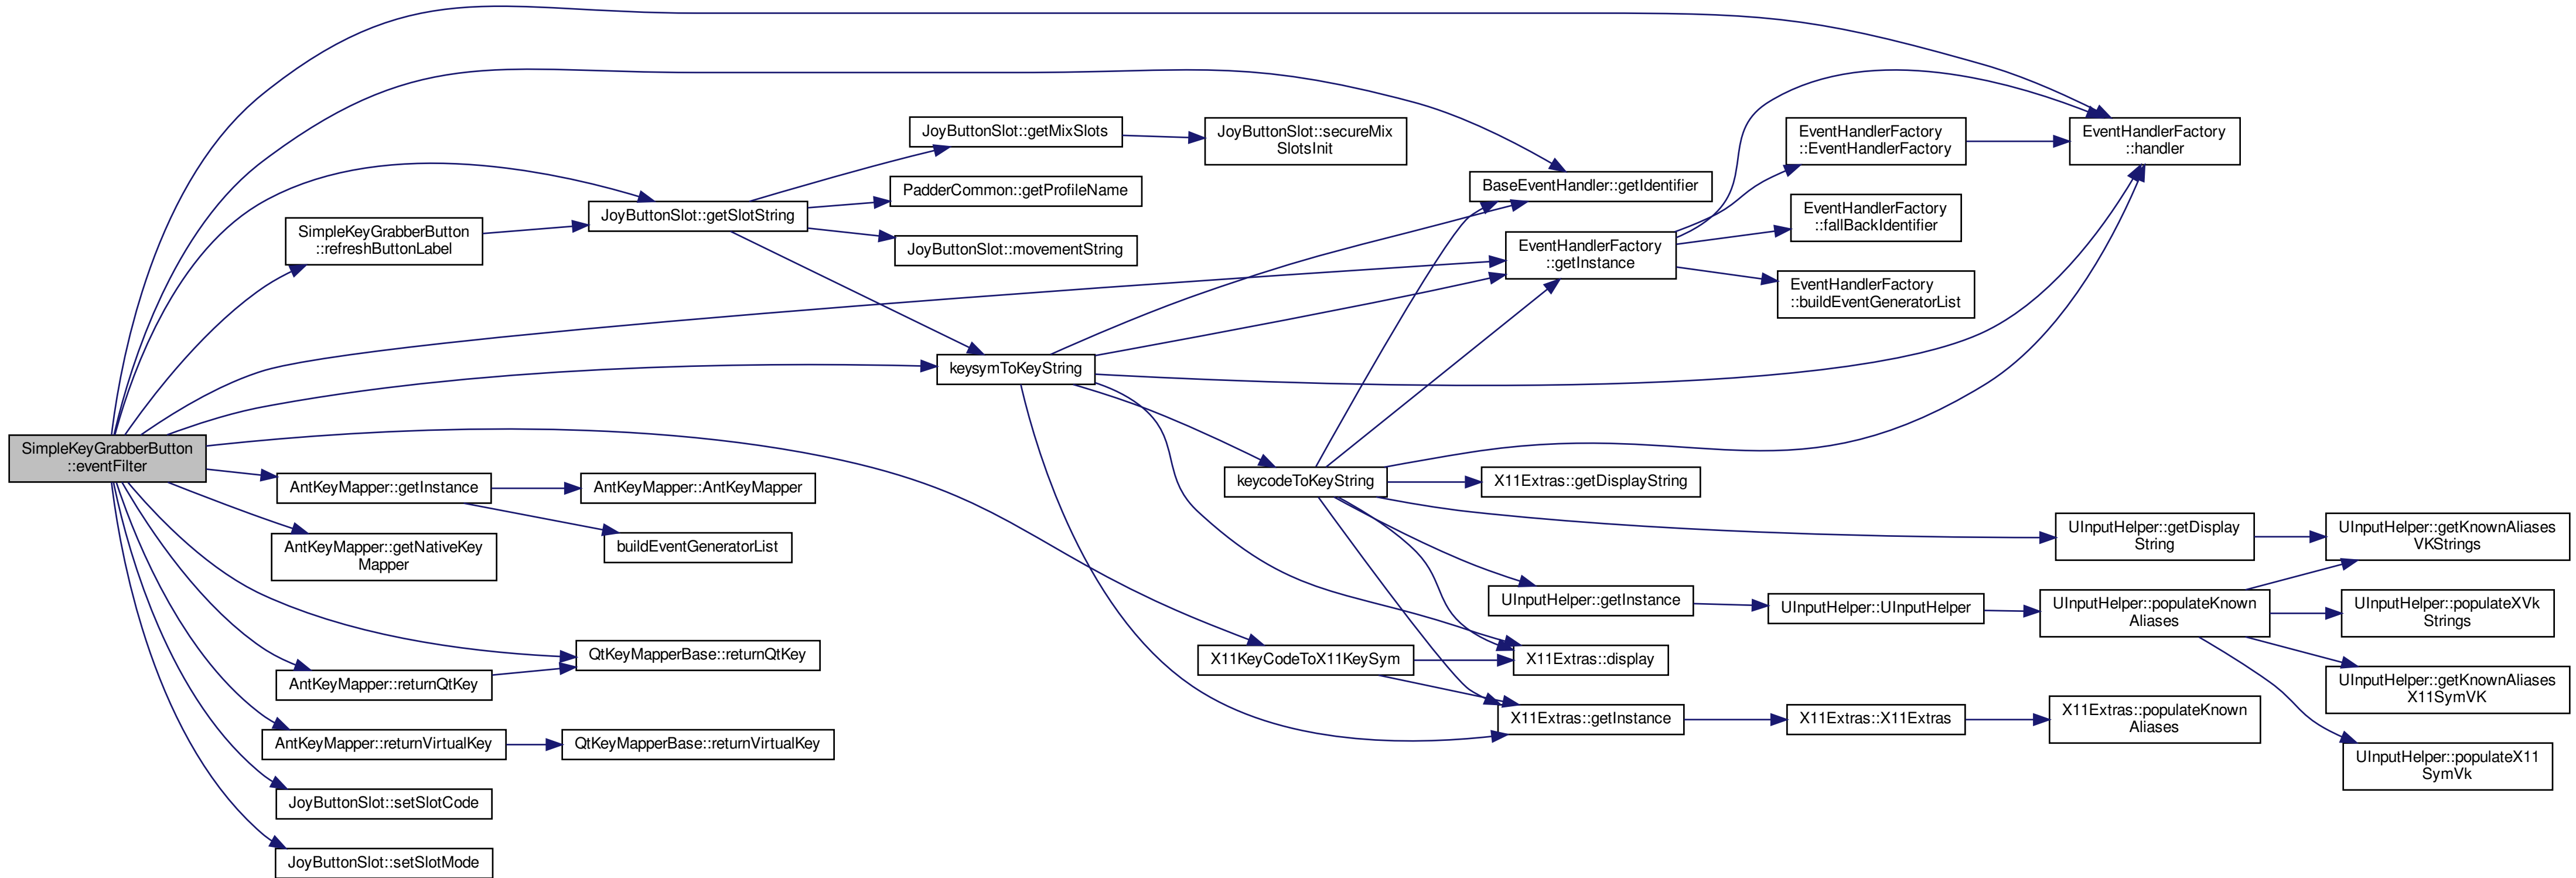 SimpleKeyGrabberButton
::eventFilter
SimpleKeyGrabberButton
::refreshButtonLabel
AntKeyMapper::getInstance
AntKeyMapper::getNativeKey
Mapper
AntKeyMapper::returnQtKey
AntKeyMapper::returnVirtualKey
JoyButtonSlot::setSlotCode
JoyButtonSlot::setSlotMode
JoyButtonSlot::getSlotString
AntKeyMapper::AntKeyMapper
buildEventGeneratorList
QtKeyMapperBase::returnQtKey
QtKeyMapperBase::returnVirtualKey
JoyButtonSlot::getMixSlots
PadderCommon::getProfileName
JoyButtonSlot::movementString
keysymToKeyString
JoyButtonSlot::secureMix
SlotsInit
keycodeToKeyString
X11KeyCodeToX11KeySym
BaseEventHandler::getIdentifier
EventHandlerFactory
::getInstance
X11Extras::getDisplayString
UInputHelper::getInstance
X11Extras::display
X11Extras::getInstance
EventHandlerFactory
::EventHandlerFactory
EventHandlerFactory
::fallBackIdentifier
EventHandlerFactory
::buildEventGeneratorList
UInputHelper::UInputHelper
X11Extras::X11Extras
EventHandlerFactory
::handler
UInputHelper::getDisplay
String
UInputHelper::populateKnown
Aliases
X11Extras::populateKnown
Aliases
UInputHelper::getKnownAliases
VKStrings
UInputHelper::populateXVk
Strings
UInputHelper::getKnownAliases
X11SymVK
UInputHelper::populateX11
SymVk